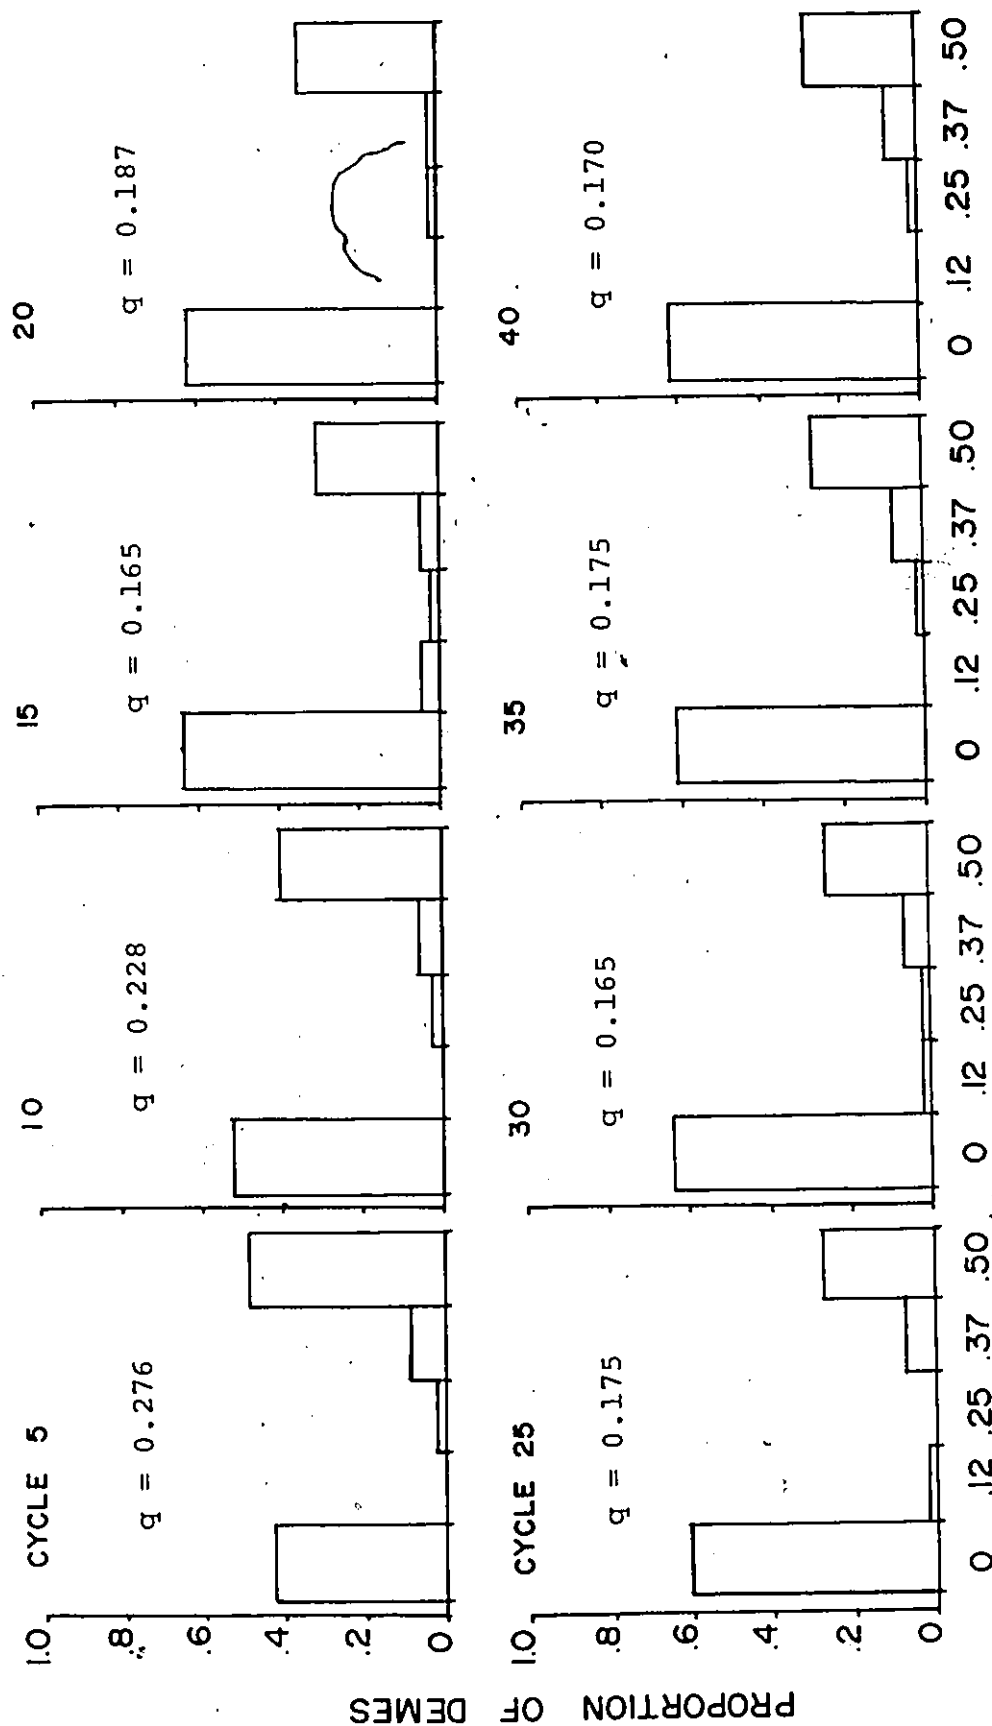 CYCLE 5 10 15 20
q = 0.276 q = 0.228 q = 0.165 q = 0.187
1.0
.8
.6
.4
.2
0
CYCLE 25 30 35 40
q = 0.175 q = 0.165 q = 0.175 q = 0.170
1.0
.8
.6
.4
.2
0
0 .12 .25 .37 .50 0 .12 .25 .37 .50 0 .12 .25 .37 .50 0 .12 .25 .37 .50
PROPORTION OF DEMES